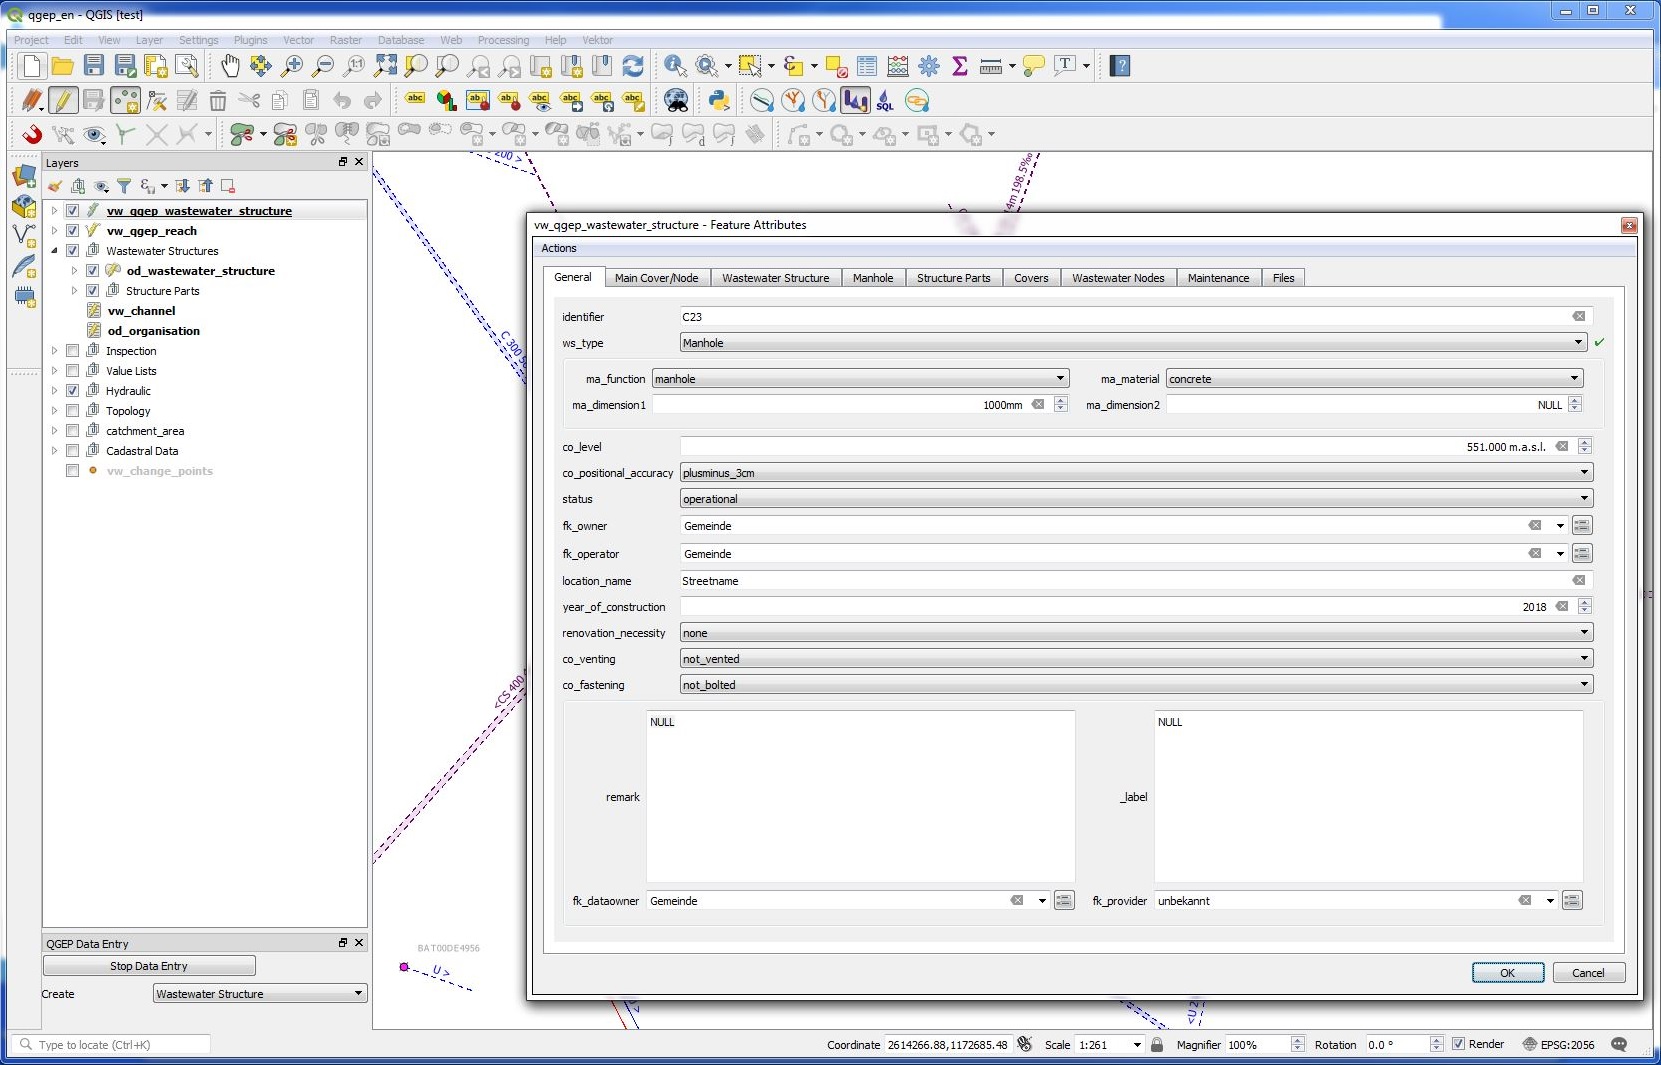 qgep_en - QGIS [test]
Project Edit View Layer Settings Plugins Vector Raster Database Web Processing Help Vektor
Layers
vw_qgep_wastewater_structure
vw_qgep_reach
Wastewater Structures
od_wastewater_structure
Structure Parts
vw_channel
od_organisation
Inspection
Value Lists
Hydraulic
Topology
catchment_area
Cadastral Data
vw_change_points
QGEP Data Entry
Stop Data Entry
Create Wastewater Structure
200 >
14m 198.5‰
C 300
<CS 400
BAT00DE4956
U >
vw_qgep_wastewater_structure - Feature Attributes
Actions
General Main Cover/Node Wastewater Structure Manhole Structure Parts Covers Wastewater Nodes Maintenance Files
identifier C23
ws_type Manhole
ma_function manhole ma_material concrete
ma_dimension1 1000mm ma_dimension2 NULL
co_level 551.000 m.a.s.l.
co_positional_accuracy plusminus_3cm
status operational
fk_owner Gemeinde
fk_operator Gemeinde
location_name Streetname
year_of_construction 2018
renovation_necessity none
co_venting not_vented
co_fastening not_bolted
remark NULL _label NULL
fk_dataowner Gemeinde fk_provider unbekannt
OK Cancel
Type to locate (Ctrl+K) Coordinate 2614266.88,1172685.48 Scale 1:261 Magnifier 100% Rotation 0.0 ° Render EPSG:2056